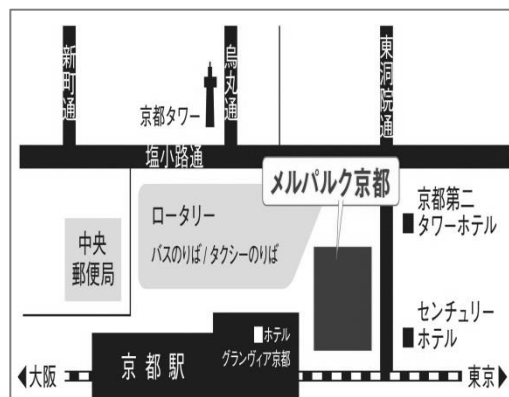 新町通
烏丸通
東洞院通
京都タワー
塩小路通
メルパルク京都
ロータリー
バスのりば / タクシーのりば
中央
郵便局
京都第二
タワーホテル
センチュリー
ホテル
ホテル
グランヴィア京都
京都駅
大阪
東京